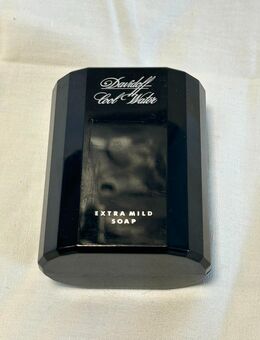 Davidoff
Cool Water
EXTRA MILD
SOAP